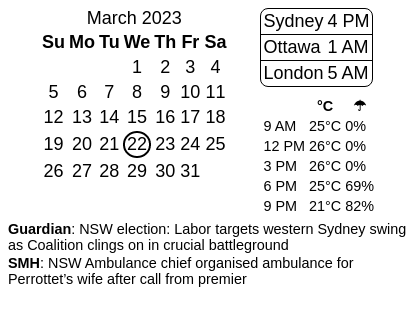 March 2023
Su Mo Tu We Th Fr Sa
1 2 3 4
5 6 7 8 9 10 11
12 13 14 15 16 17 18
19 20 21 22 23 24 25
26 27 28 29 30 31
Sydney 4 PM
Ottawa 1 AM
London 5 AM
°C ☂
9 AM 25°C 0%
12 PM 26°C 0%
3 PM 26°C 0%
6 PM 25°C 69%
9 PM 21°C 82%
Guardian: NSW election: Labor targets western Sydney swing
as Coalition clings on in crucial battleground
SMH: NSW Ambulance chief organised ambulance for
Perrottet’s wife after call from premier